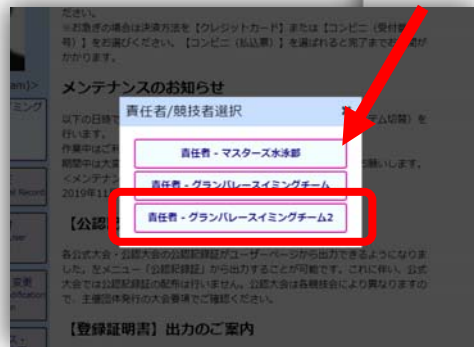 ださい。
※お急ぎの場合は決済方法を【クレジットカード】または【コンビニ（受付番
号）】をお選びください。【コンビニ（払込票）】を選ばれると完了まで
かかります。
メンテナンスのお知らせ
以下の日時で
行います。
作業中はご利
期間中は大変
<メンテナン
2019年11月
責任者/競技者選択
責任者 - マスターズ水泳部
責任者 - グランパレースイミングチーム
責任者 - グランパレースイミングチーム2
【公認記
各公式大会・公認大会の公認記録証がユーザーページから出力できるようになりま
した。左メニュー「公認記録証」から出力することが可能です。これに伴い、公式
大会では公認記録証の配布は行いません。公認大会は各競技会により異なりますの
で、主催団体発行の大会要項でご確認ください。
【登録証明書】出力のご案内